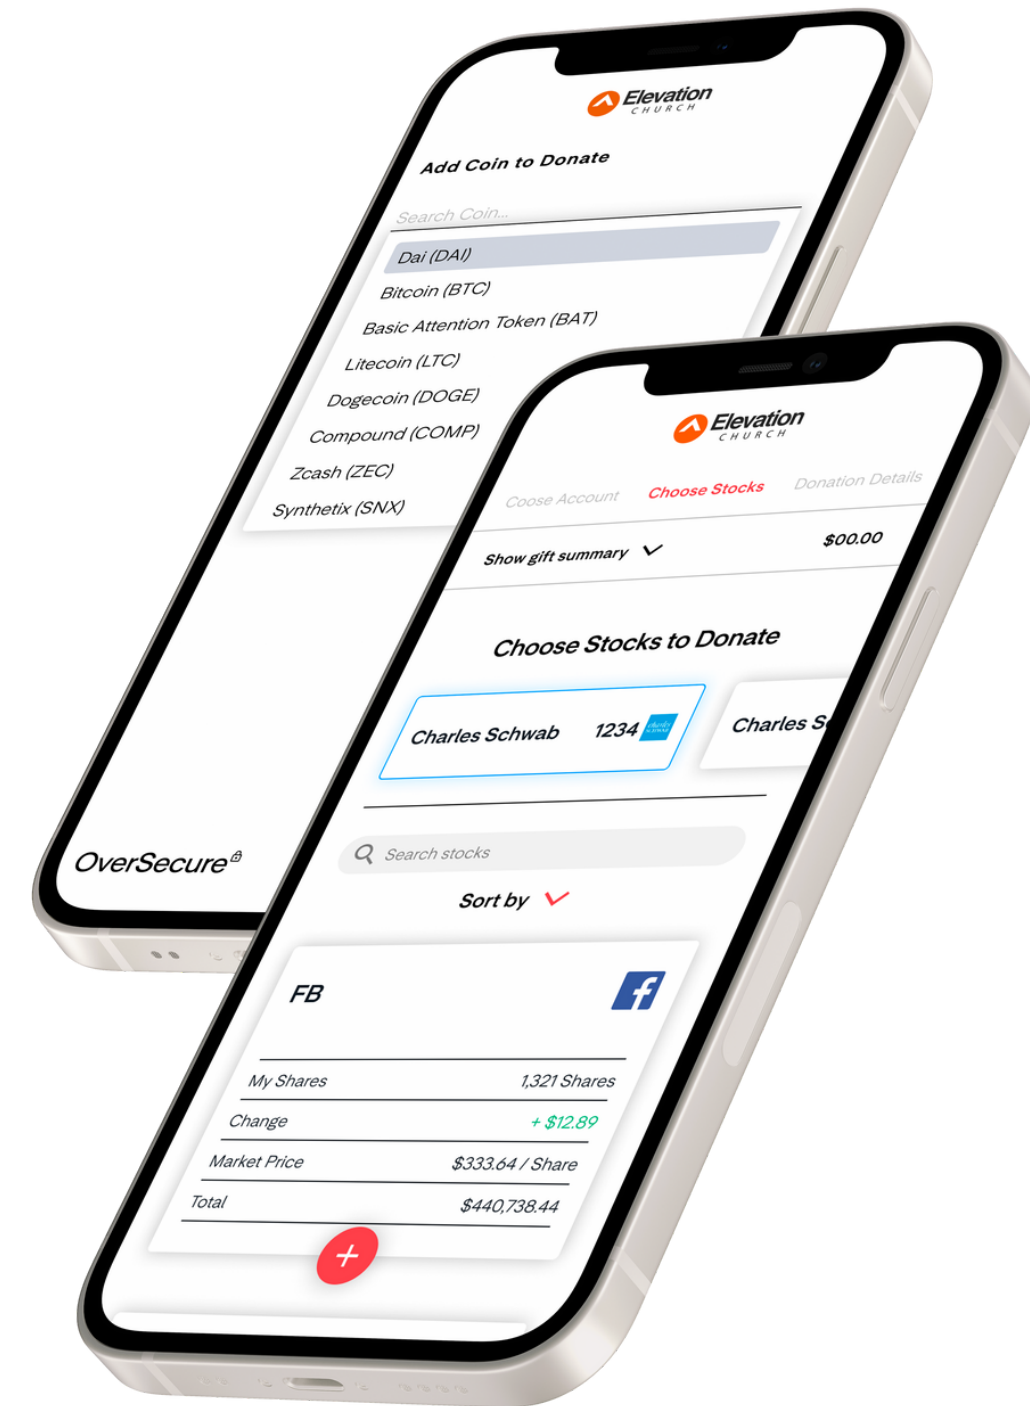 Elevation
CHURCH
Add Coin to Donate
Search Coin...
Dai (DAI)
Bitcoin (BTC)
Basic Attention Token (BAT)
Litecoin (LTC)
Dogecoin (DOGE)
Compound (COMP)
Zcash (ZEC)
Synthetix (SNX)
OverSecure
Elevation
CHURCH
Coose Account Choose Stocks Donation Details
Show gift summary $00.00
Choose Stocks to Donate
Charles Schwab 1234 charles SCHWAB Charles S
Search stocks
Sort by
FB
My Shares 1,321 Shares
Change + $12.89
Market Price $333.64 / Share
Total $440,738.44